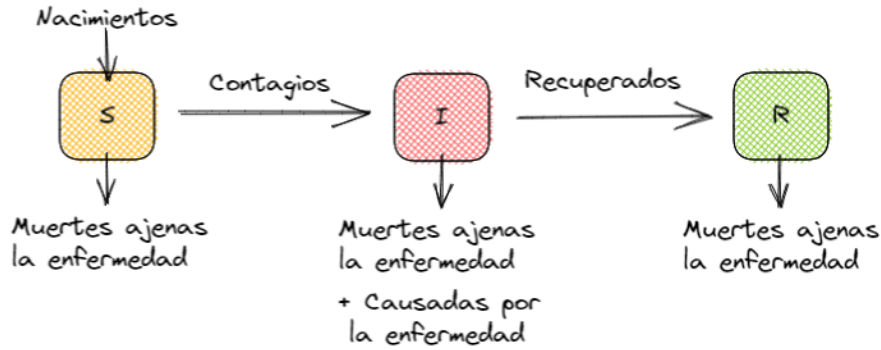 Nacimientos
S
Contagios
I
Recuperados
R
Muertes ajenas
la enfermedad
Muertes ajenas
la enfermedad
+ Causadas por
la enfermedad
Muertes ajenas
la enfermedad